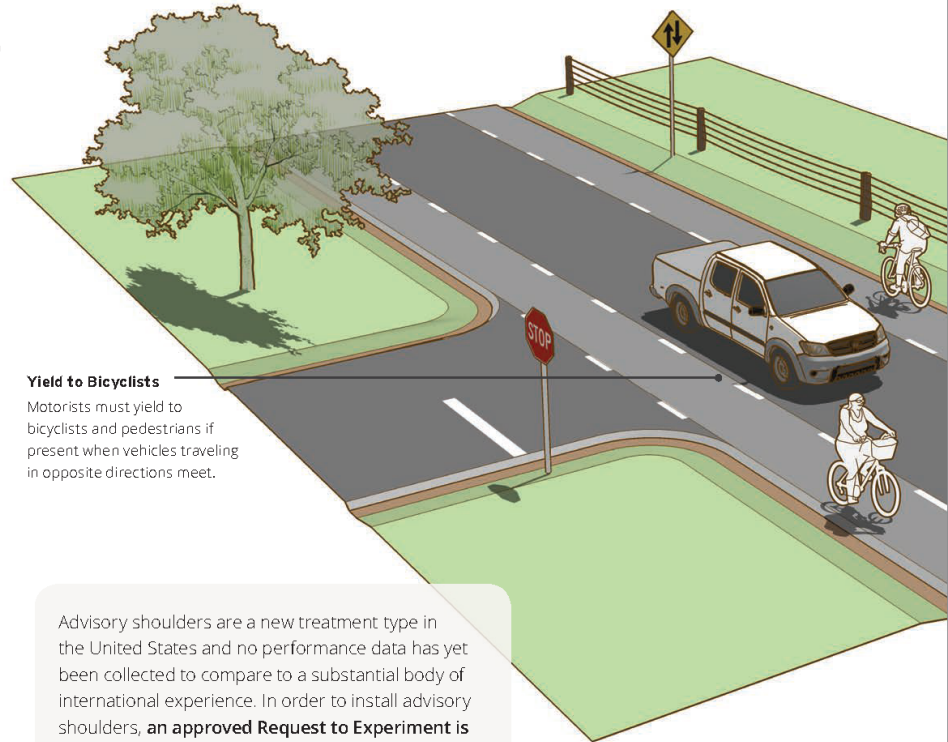 STOP
Yield to Bicyclists
Motorists must yield to
bicyclists and pedestrians if
present when vehicles traveling
in opposite directions meet.
Advisory shoulders are a new treatment type in
the United States and no performance data has yet
been collected to compare to a substantial body of
international experience. In order to install advisory
shoulders, an approved Request to Experiment is